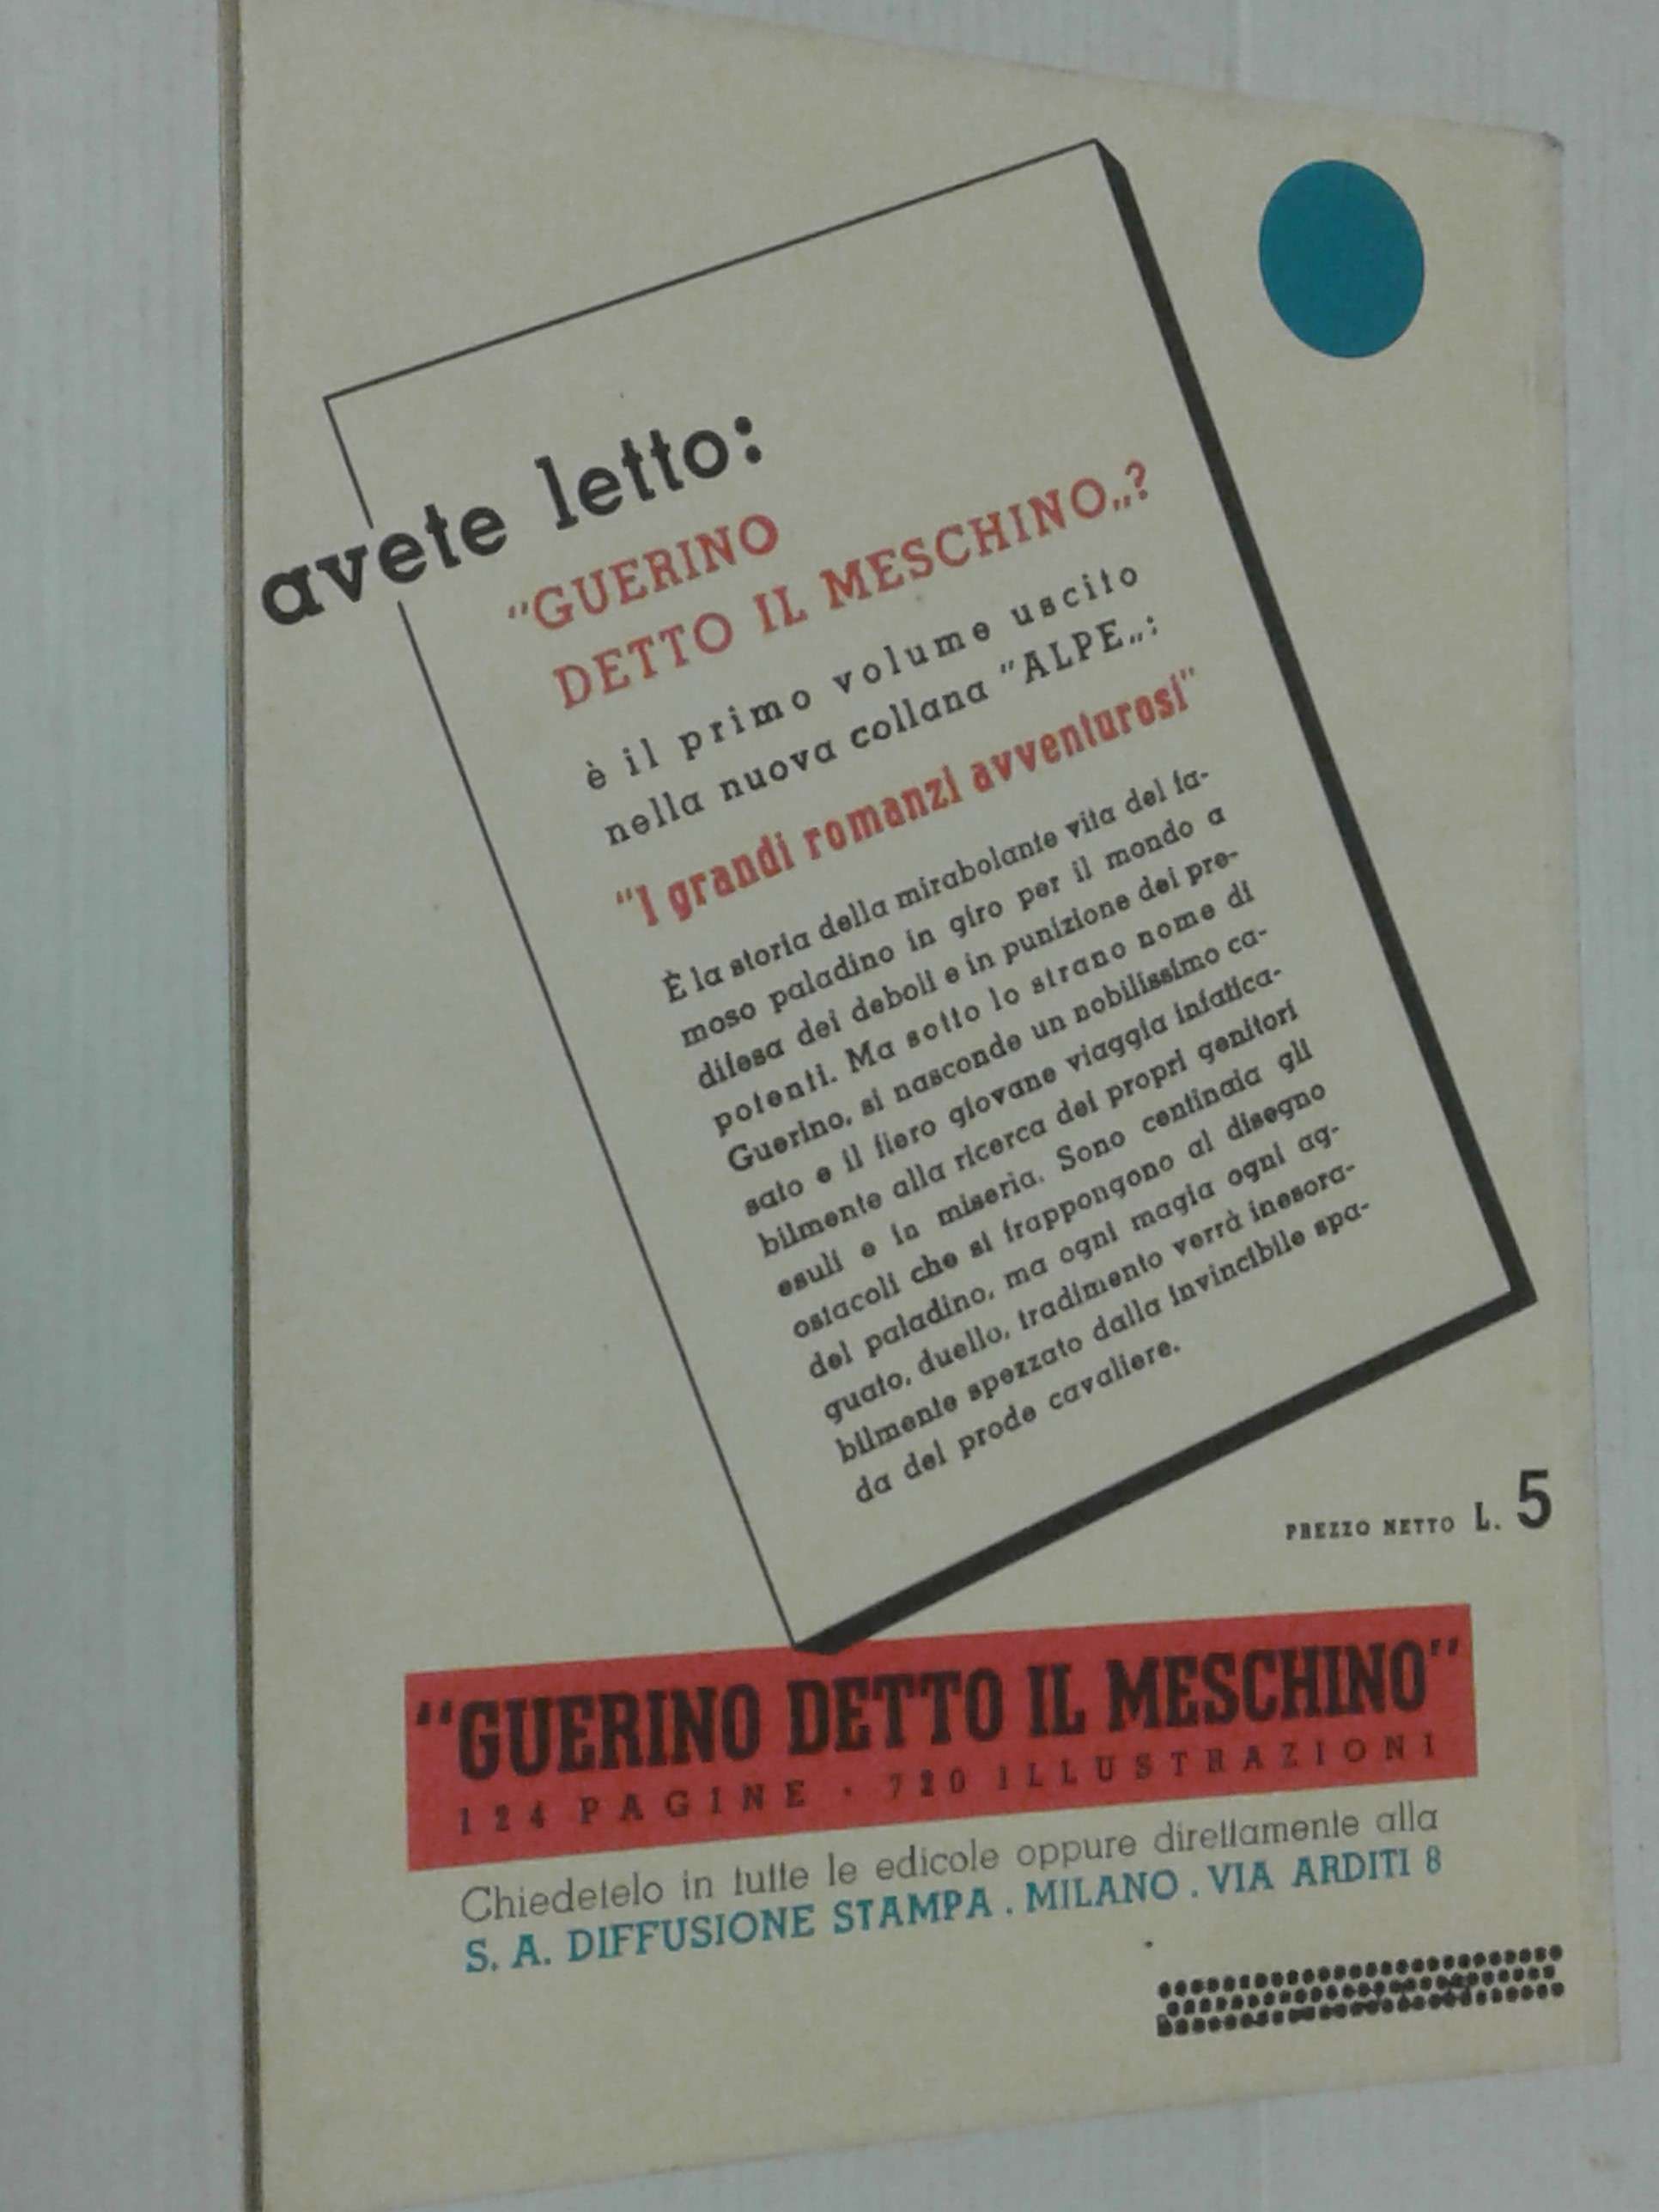 avete letto:
"GUERINO
DETTO IL MESCHINO„?
è il primo volume uscito
nella nuova collana "ALPE„:
"I grandi romanzi avventurosi"
È la storia della mirabolante vita del fa-
moso paladino in giro per il mondo a
difesa dei deboli e in punizione dei pre-
potenti. Ma sotto lo strano nome di
Guerino, si nasconde un nobilissimo ca-
sato e il fiero giovane viaggia infatica-
bilmente alla ricerca dei propri genitori
esuli e in miseria. Sono centinaia gli
ostacoli che si frappongono al disegno
del paladino, ma ogni magia ogni ag-
guato, duello, tradimento verrà inesora-
bilmente spezzato dalla invincibile spa-
da del prode cavaliere.
PREZZO NETTO L. 5
"GUERINO DETTO IL MESCHINO"
124 PAGINE · 720 ILLUSTRAZIONI
Chiedetelo in tutte le edicole oppure direttamente alla
S. A. DIFFUSIONE STAMPA . MILANO . VIA ARDITI 8